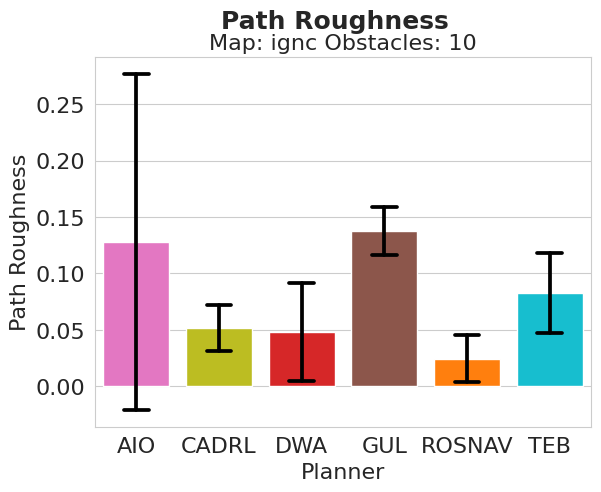 Path Roughness
Map: ignc Obstacles: 10
Path Roughness
0.25
0.20
0.15
0.10
0.05
0.00
AIO CADRL DWA GUL ROSNAV TEB
Planner